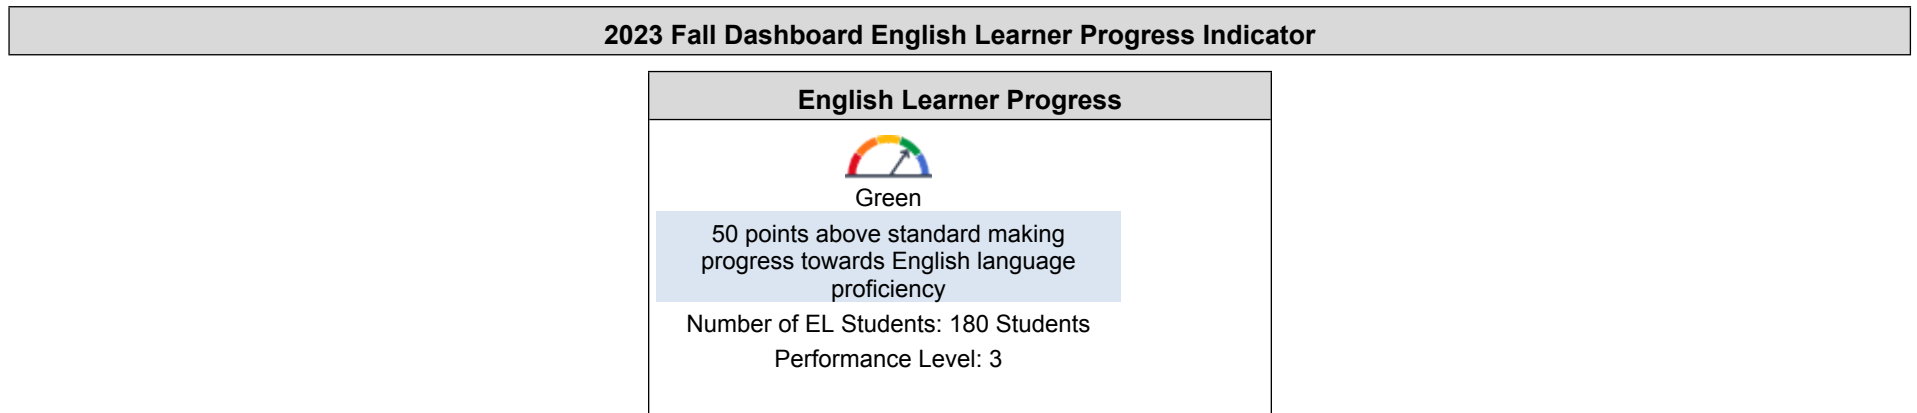 2023 Fall Dashboard English Learner Progress Indicator
English Learner Progress
Green
50 points above standard making
progress towards English language
proficiency
Number of EL Students: 180 Students
Performance Level: 3